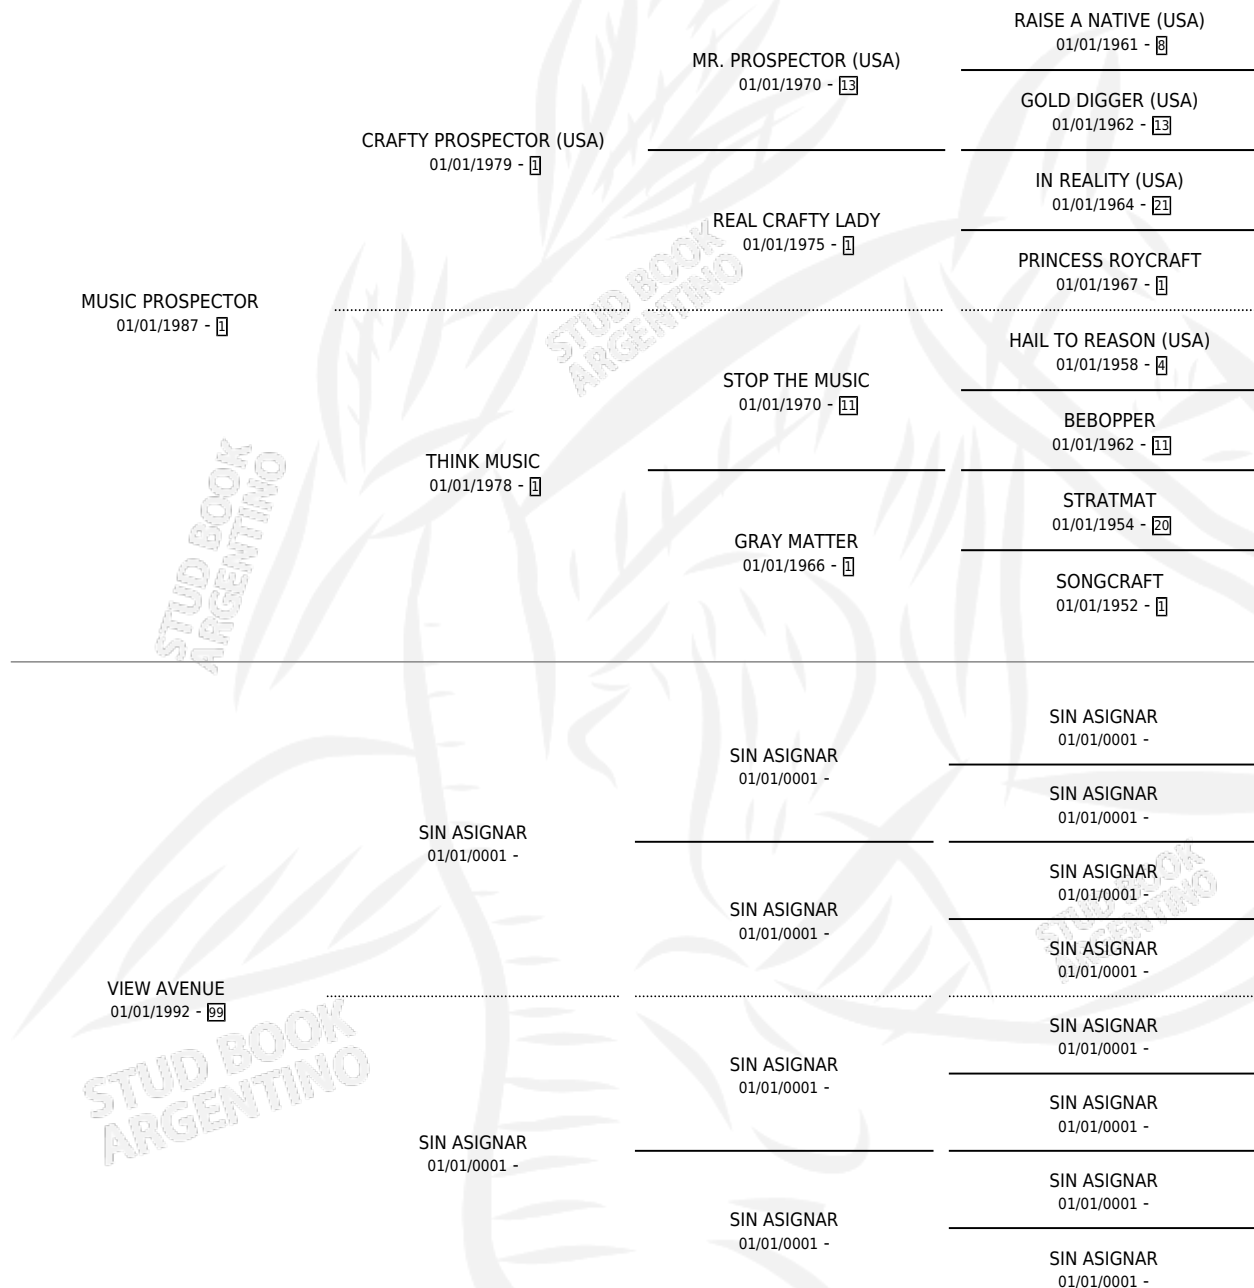 RAISE A NATIVE (USA)
01/01/1961 - 8
MR. PROSPECTOR (USA)
01/01/1970 - 13
GOLD DIGGER (USA)
01/01/1962 - 13
CRAFTY PROSPECTOR (USA)
01/01/1979 - 1
IN REALITY (USA)
01/01/1964 - 21
REAL CRAFTY LADY
01/01/1975 - 1
PRINCESS ROYCRAFT
01/01/1967 - 1
MUSIC PROSPECTOR
01/01/1987 - 1
HAIL TO REASON (USA)
01/01/1958 - 4
STOP THE MUSIC
01/01/1970 - 11
BEBOPPER
01/01/1962 - 11
THINK MUSIC
01/01/1978 - 1
STRATMAT
01/01/1954 - 20
GRAY MATTER
01/01/1966 - 1
SONGCRAFT
01/01/1952 - 1
STUD BOOK
ARGENTINO
STUD BOOK
ARGENTINO
SIN ASIGNAR
01/01/0001 -
SIN ASIGNAR
01/01/0001 -
SIN ASIGNAR
01/01/0001 -
SIN ASIGNAR
01/01/0001 -
SIN ASIGNAR
01/01/0001 -
SIN ASIGNAR
01/01/0001 -
SIN ASIGNAR
01/01/0001 -
STUD BOOK
ARGENTINO
VIEW AVENUE
01/01/1992 - 99
SIN ASIGNAR
01/01/0001 -
SIN ASIGNAR
01/01/0001 -
SIN ASIGNAR
01/01/0001 -
SIN ASIGNAR
01/01/0001 -
SIN ASIGNAR
01/01/0001 -
SIN ASIGNAR
01/01/0001 -
SIN ASIGNAR
01/01/0001 -
STUD BOOK
ARGENTINO